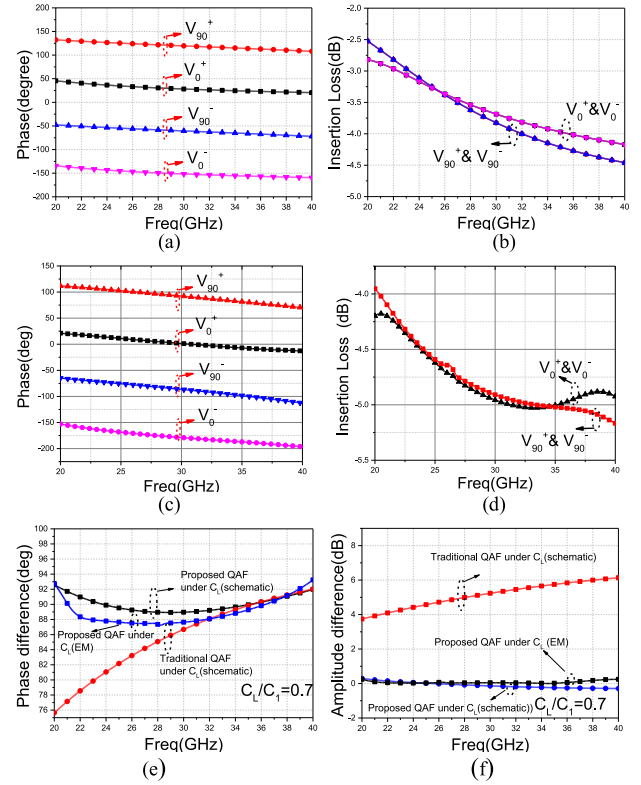 200
150
100
50
0
-50
-100
-150
-200
Phase(degree)
V90+
V0+
V90-
V0-
20 22 24 26 28 30 32 34 36 38 40
Freq(GHz)
(a)
-2.0
-2.5
-3.0
-3.5
-4.0
-4.5
-5.0
Insertion Loss(dB)
V0+&V0-
V90+& V90-
20 22 24 26 28 30 32 34 36 38 40
Freq(GHz)
(b)
150
100
50
0
-50
-100
-150
-200
Phase(deg)
V90+
V0+
V90-
V0-
20 25 30 35 40
Freq(GHz)
(c)
-4.0
-4.5
-5.0
-5.5
Insertion Loss (dB)
V0+&V0-
V90+& V90-
20 25 30 35 40
Freq(GHz)
(d)
100
98
96
94
92
90
88
86
84
82
80
78
76
Phase difference(deg)
Proposed QAF
under CL(schematic)
Proposed QAF under
CL(EM)
Traditional QAF
under CL(shcematic)
CL/C1=0.7
20 22 24 26 28 30 32 34 36 38 40
Freq(GHz)
(e)
8
6
4
2
0
-2
Amplitude difference(dB)
Traditional QAF under CL(schematic)
Proposed QAF under CL(EM)
Proposed QAF under CL(schematic))
CL/C1=0.7
20 22 24 26 28 30 32 34 36 38 40
Freq(GHz)
(f)